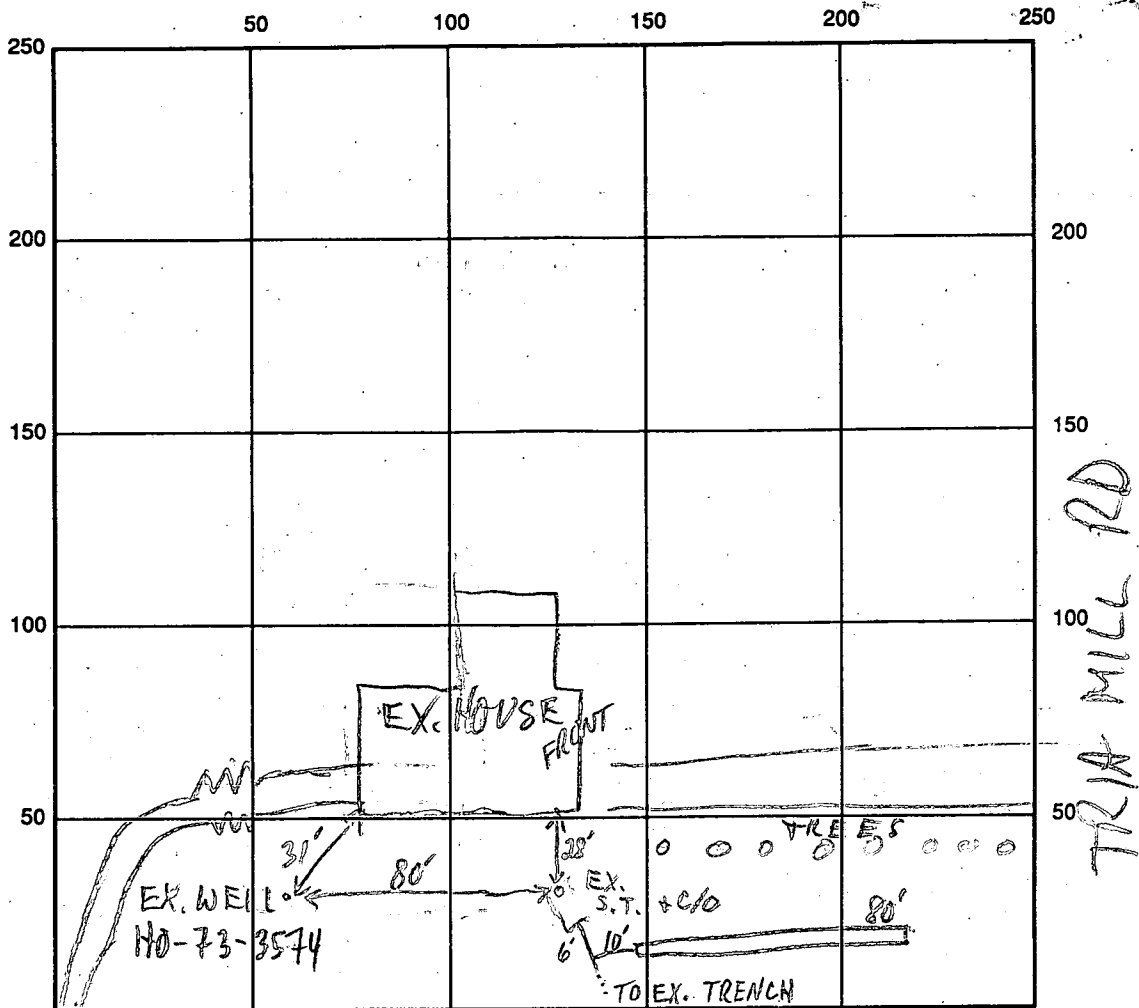 50 100 150 200 250
250
200 200
150 150
100 100
50 50
TRIA MILL RD
EX. HOUSE
FRONT
TREES
31'
28'
80'
EX. WELL
HO-73-3574
EX.
S.T. + C/O
6' 10'
80'
TO EX. TRENCH